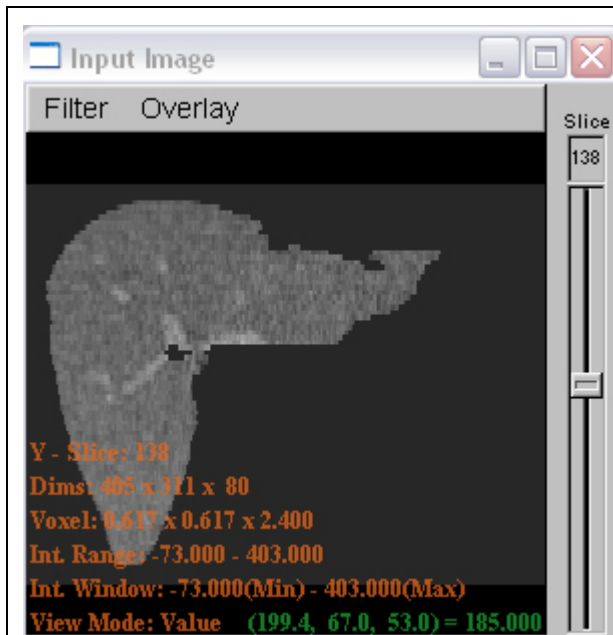 Input Image
Filter Overlay
Slice
138
Y - Slice: 138
Dims: 405 x 311 x 80
Voxel: 0.617 x 0.617 x 2.400
Int. Range: -73.000 - 403.000
Int. Window: -73.000(Min) - 403.000(Max)
View Mode: Value (199.4, 67.0, 53.0) = 185.000